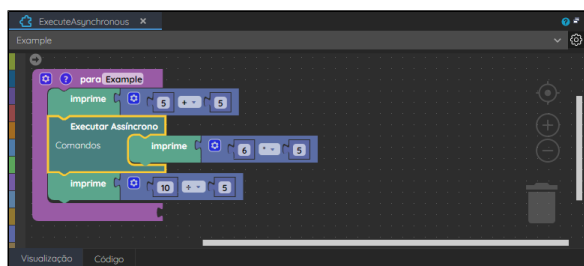 ExecuteAsynchronous ×
Example
? para Example
imprime 5 + 5
Executar Assíncrono
Comandos imprime 6 * 5
imprime 10 ÷ 5
Visualização Código